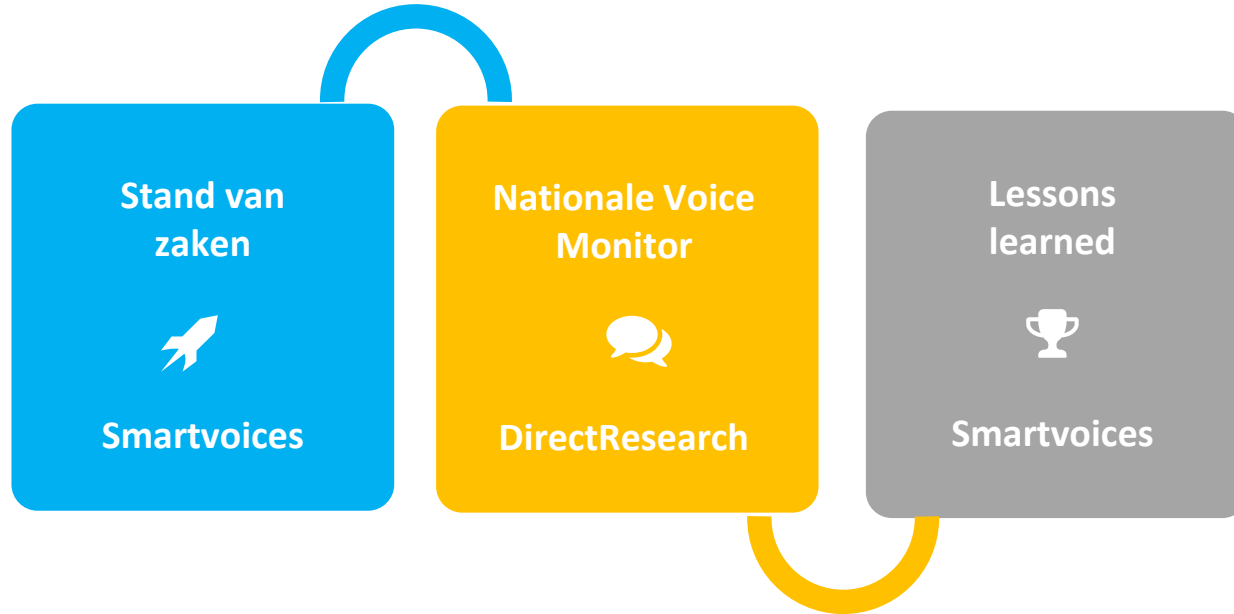 Stand van
zaken
Smartvoices
Nationale Voice
Monitor
DirectResearch
Lessons
learned
Smartvoices